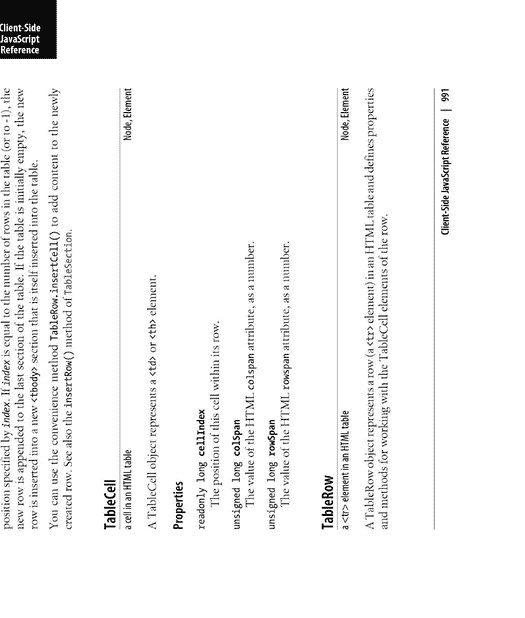 Client-Side
JavaScript
Reference
position specified by index. If index is equal to the number of rows in the table (or to -1), the
new row is appended to the last section of the table. If the table is initially empty, the new
row is inserted into a new <tbody> section that is itself inserted into the table.
You can use the convenience method TableRow.insertCell() to add content to the newly
created row. See also the insertRow() method of TableSection.
TableCell
a cell in an HTML table Node, Element
A TableCell object represents a <td> or <th> element.
Properties
readonly long cellIndex
The position of this cell within its row.
unsigned long colSpan
The value of the HTML colspan attribute, as a number.
unsigned long rowSpan
The value of the HTML rowspan attribute, as a number.
TableRow
a <tr> element in an HTML table Node, Element
A TableRow object represents a row (a <tr> element) in an HTML table and defines properties
and methods for working with the TableCell elements of the row.
Client-Side JavaScript Reference | 991